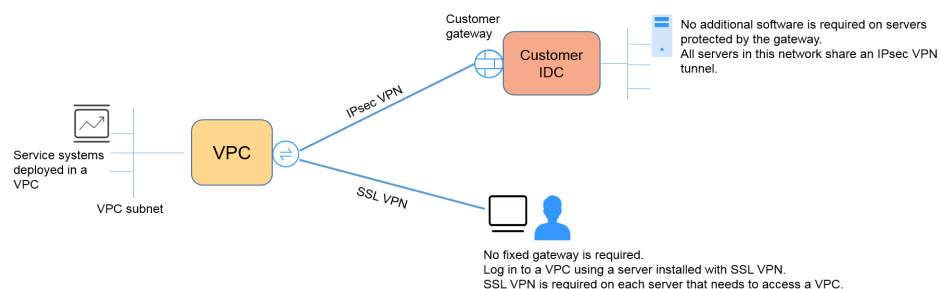 Customer
gateway
No additional software is required on servers
protected by the gateway.
All servers in this network share an IPsec VPN
tunnel.
Customer
IDC
IPsec VPN
VPC
Service systems
deployed in a
VPC
VPC subnet
SSL VPN
No fixed gateway is required.
Log in to a VPC using a server installed with SSL VPN.
SSL VPN is required on each server that needs to access a VPC.